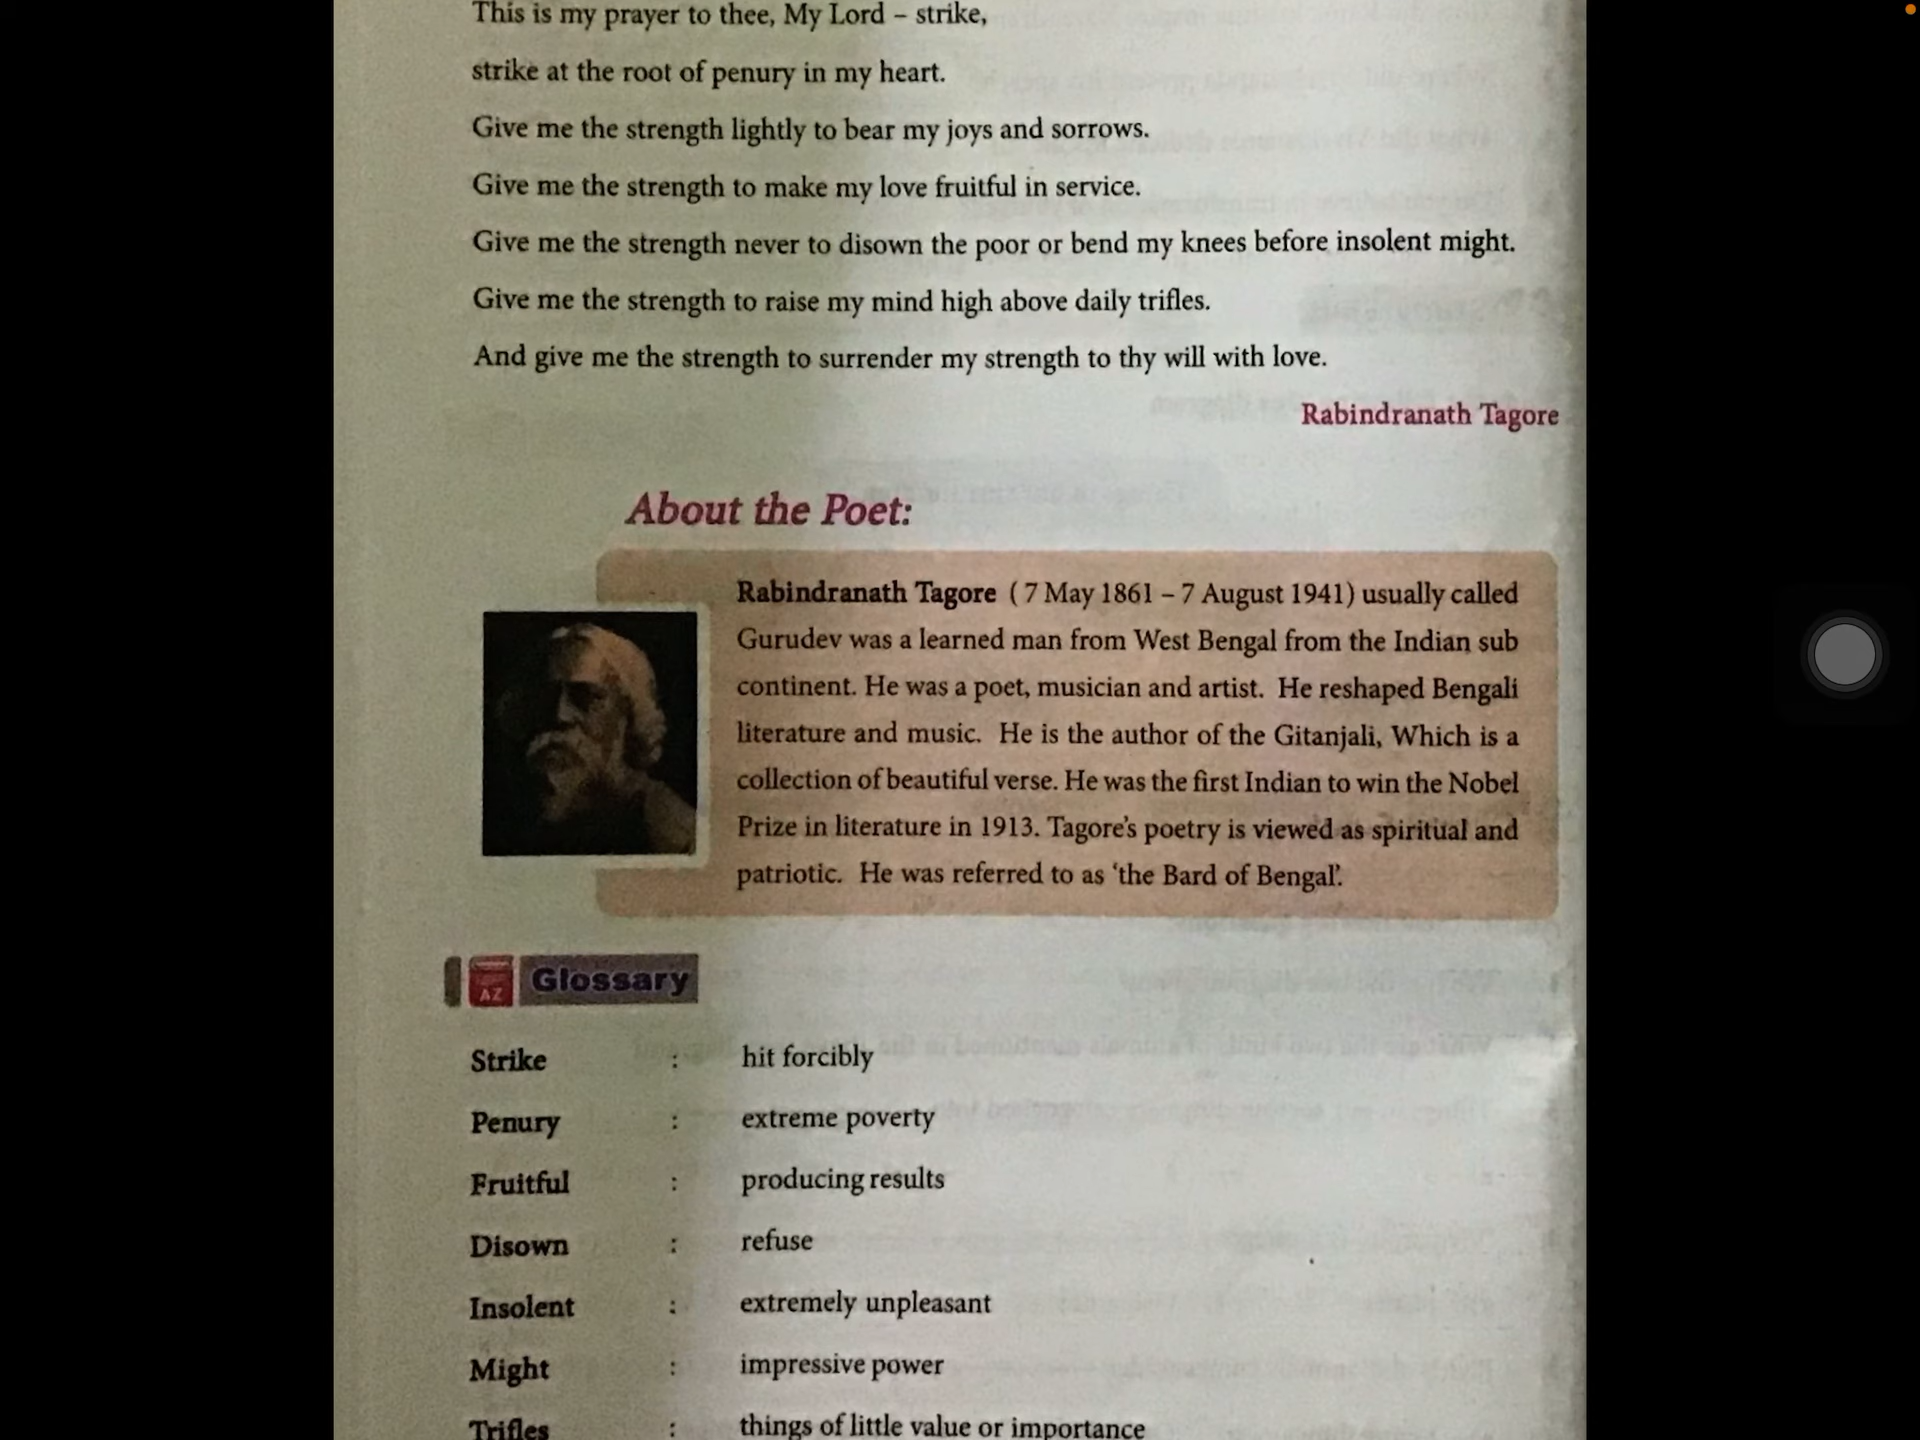 This is my prayer to thee, My Lord – strike,
strike at the root of penury in my heart.
Give me the strength lightly to bear my joys and sorrows.
Give me the strength to make my love fruitful in service.
Give me the strength never to disown the poor or bend my knees before insolent might.
Give me the strength to raise my mind high above daily trifles.
And give me the strength to surrender my strength to thy will with love.
Rabindranath Tagore
About the Poet:
Rabindranath Tagore ( 7 May 1861 – 7 August 1941) usually called
Gurudev was a learned man from West Bengal from the Indian sub
continent. He was a poet, musician and artist. He reshaped Bengali
literature and music. He is the author of the Gitanjali, Which is a
collection of beautiful verse. He was the first Indian to win the Nobel
Prize in literature in 1913. Tagore's poetry is viewed as spiritual and
patriotic. He was referred to as 'the Bard of Bengal'.
AZ Glossary
Strike : hit forcibly
Penury : extreme poverty
Fruitful : producing results
Disown : refuse
Insolent : extremely unpleasant
Might : impressive power
Trifles : things of little value or importance